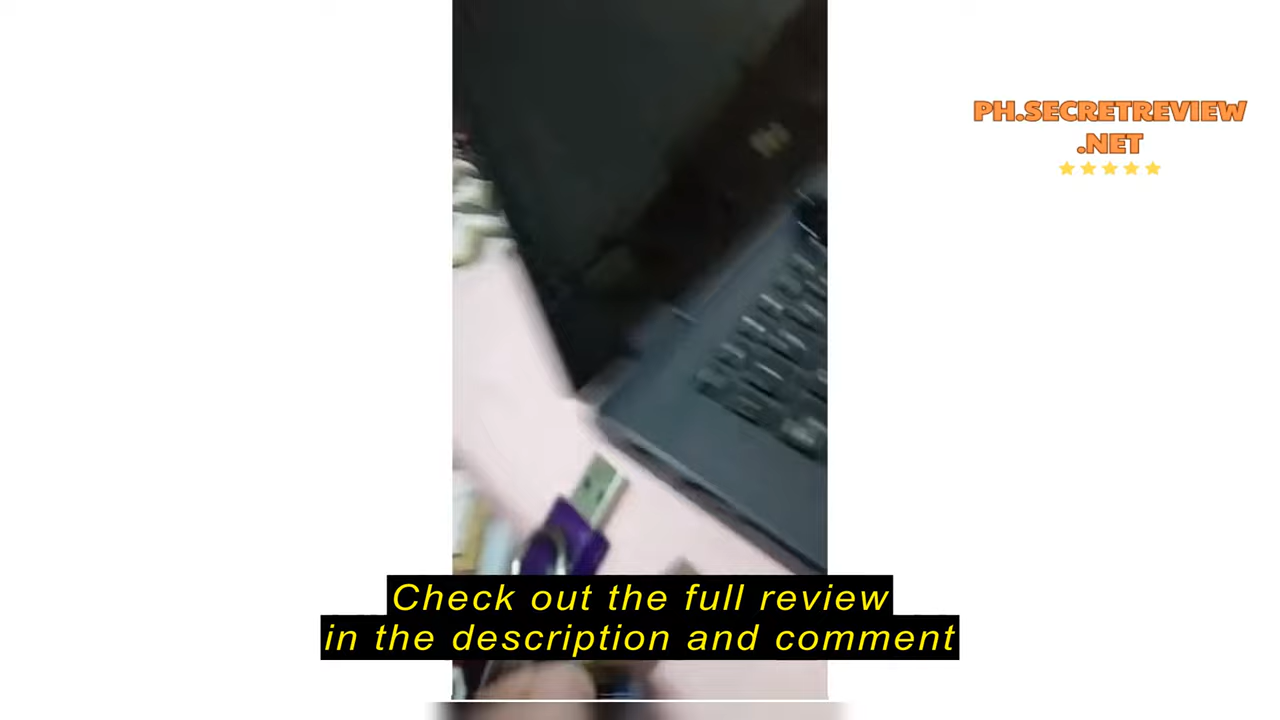 PH.SECRETREVIEW
.NET
Check out the full review
in the description and comment